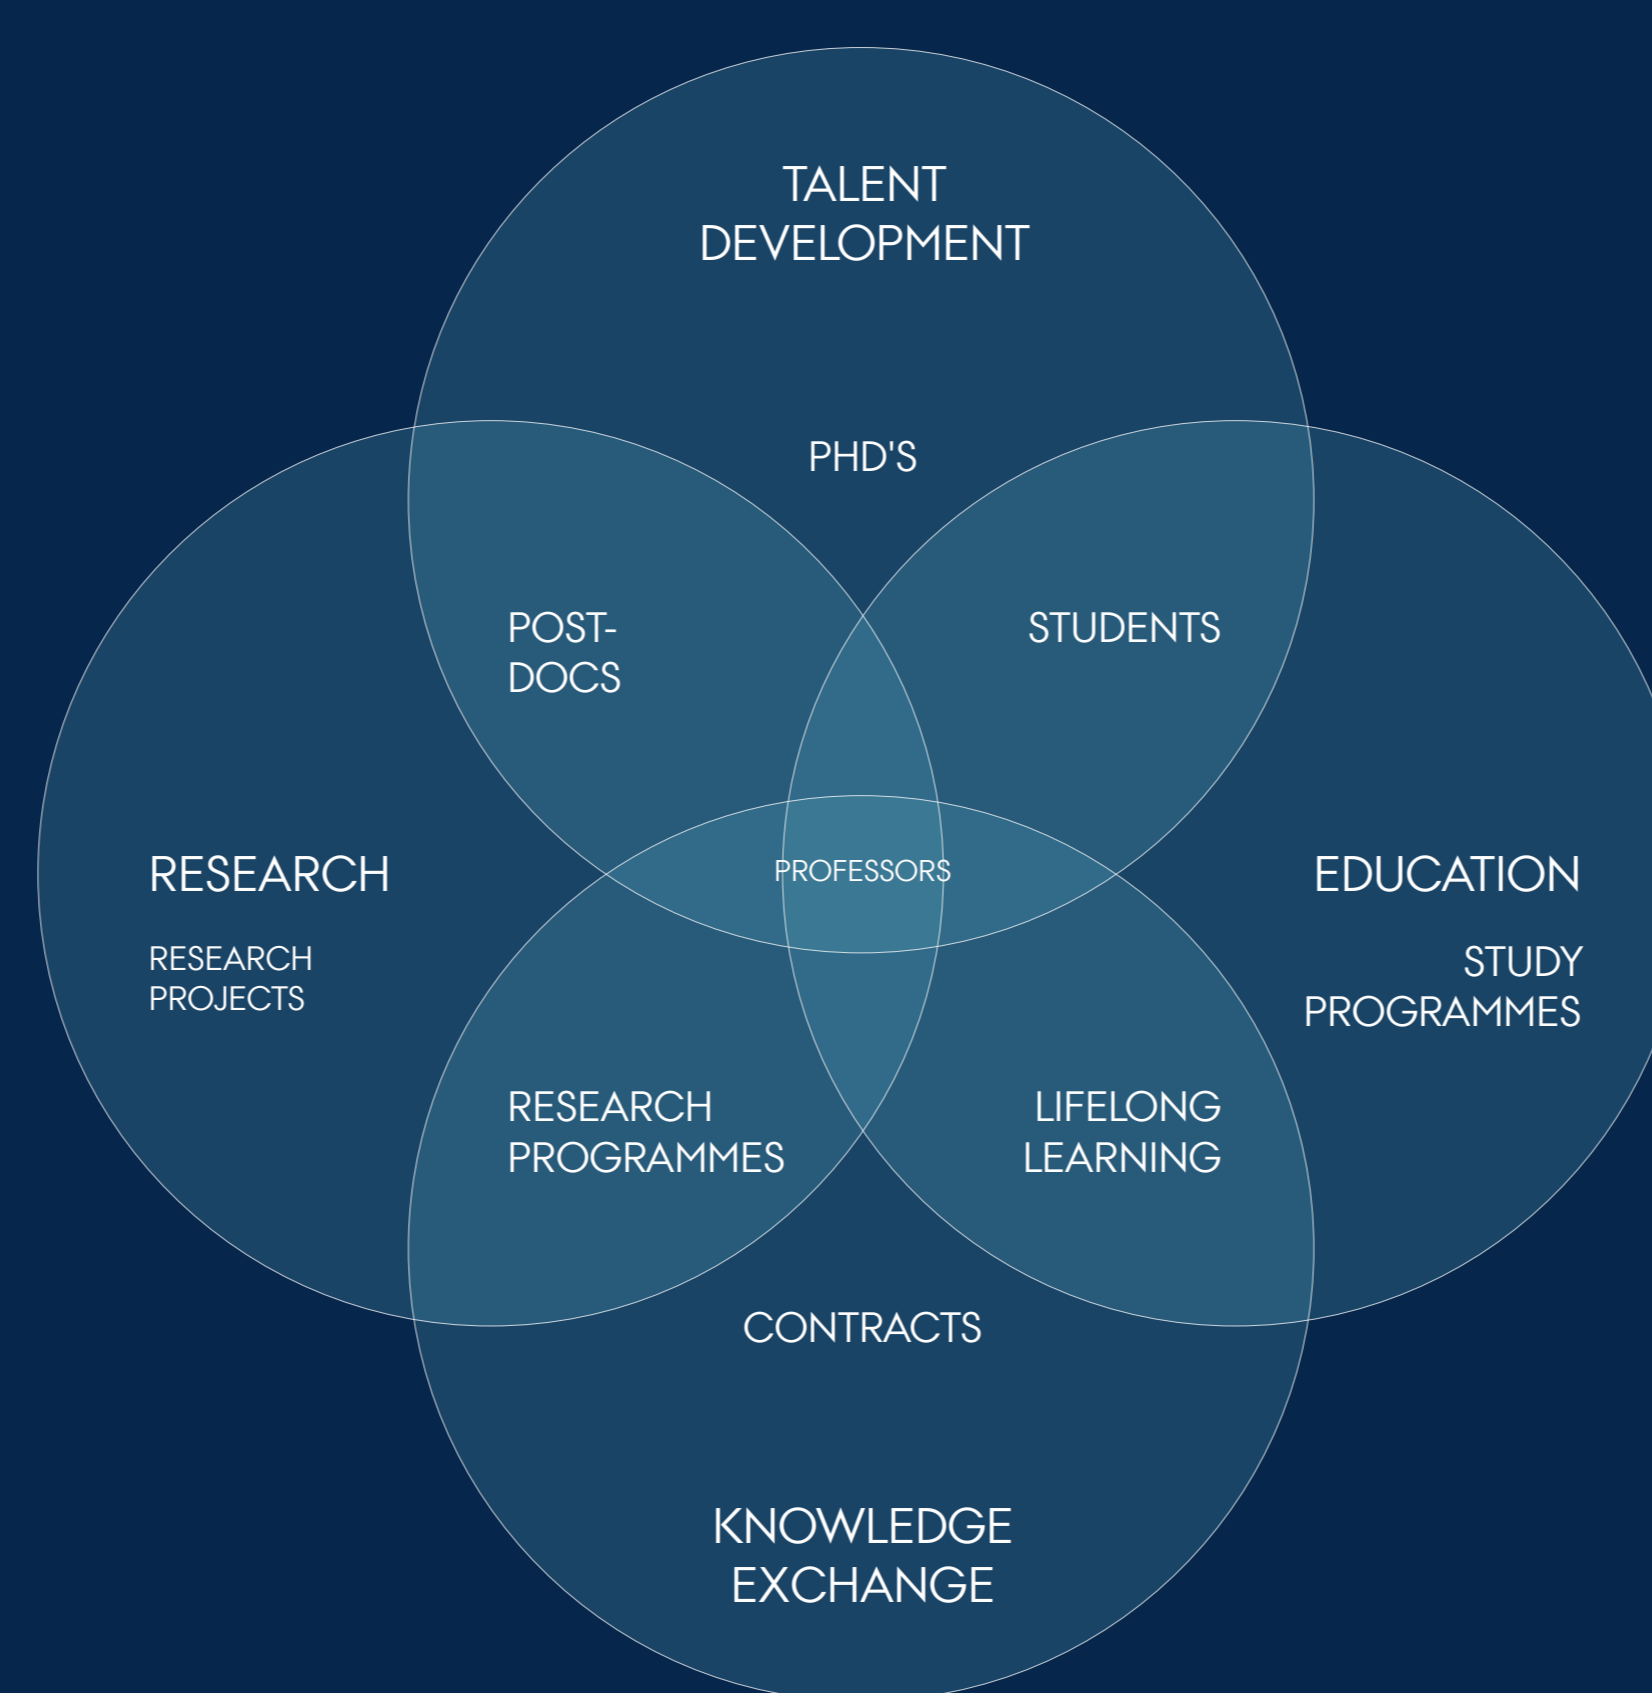 TALENT
DEVELOPMENT
PHD'S
POST-
DOCS
STUDENTS
PROFESSORS
RESEARCH
RESEARCH
PROJECTS
EDUCATION
STUDY
PROGRAMMES
RESEARCH
PROGRAMMES
LIFELONG
LEARNING
CONTRACTS
KNOWLEDGE
EXCHANGE